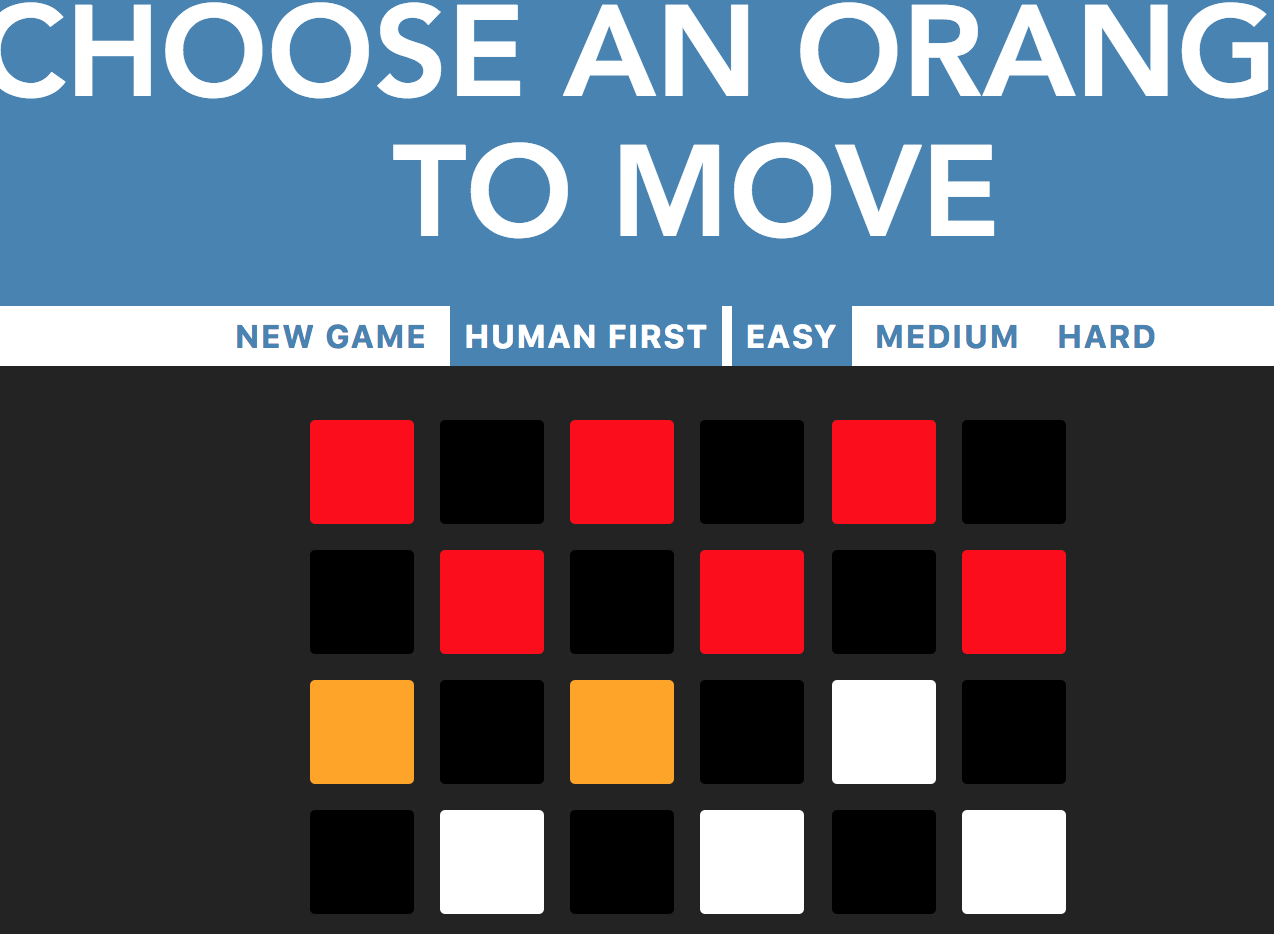 CHOOSE AN ORANG
TO MOVE
NEW GAME HUMAN FIRST EASY MEDIUM HARD